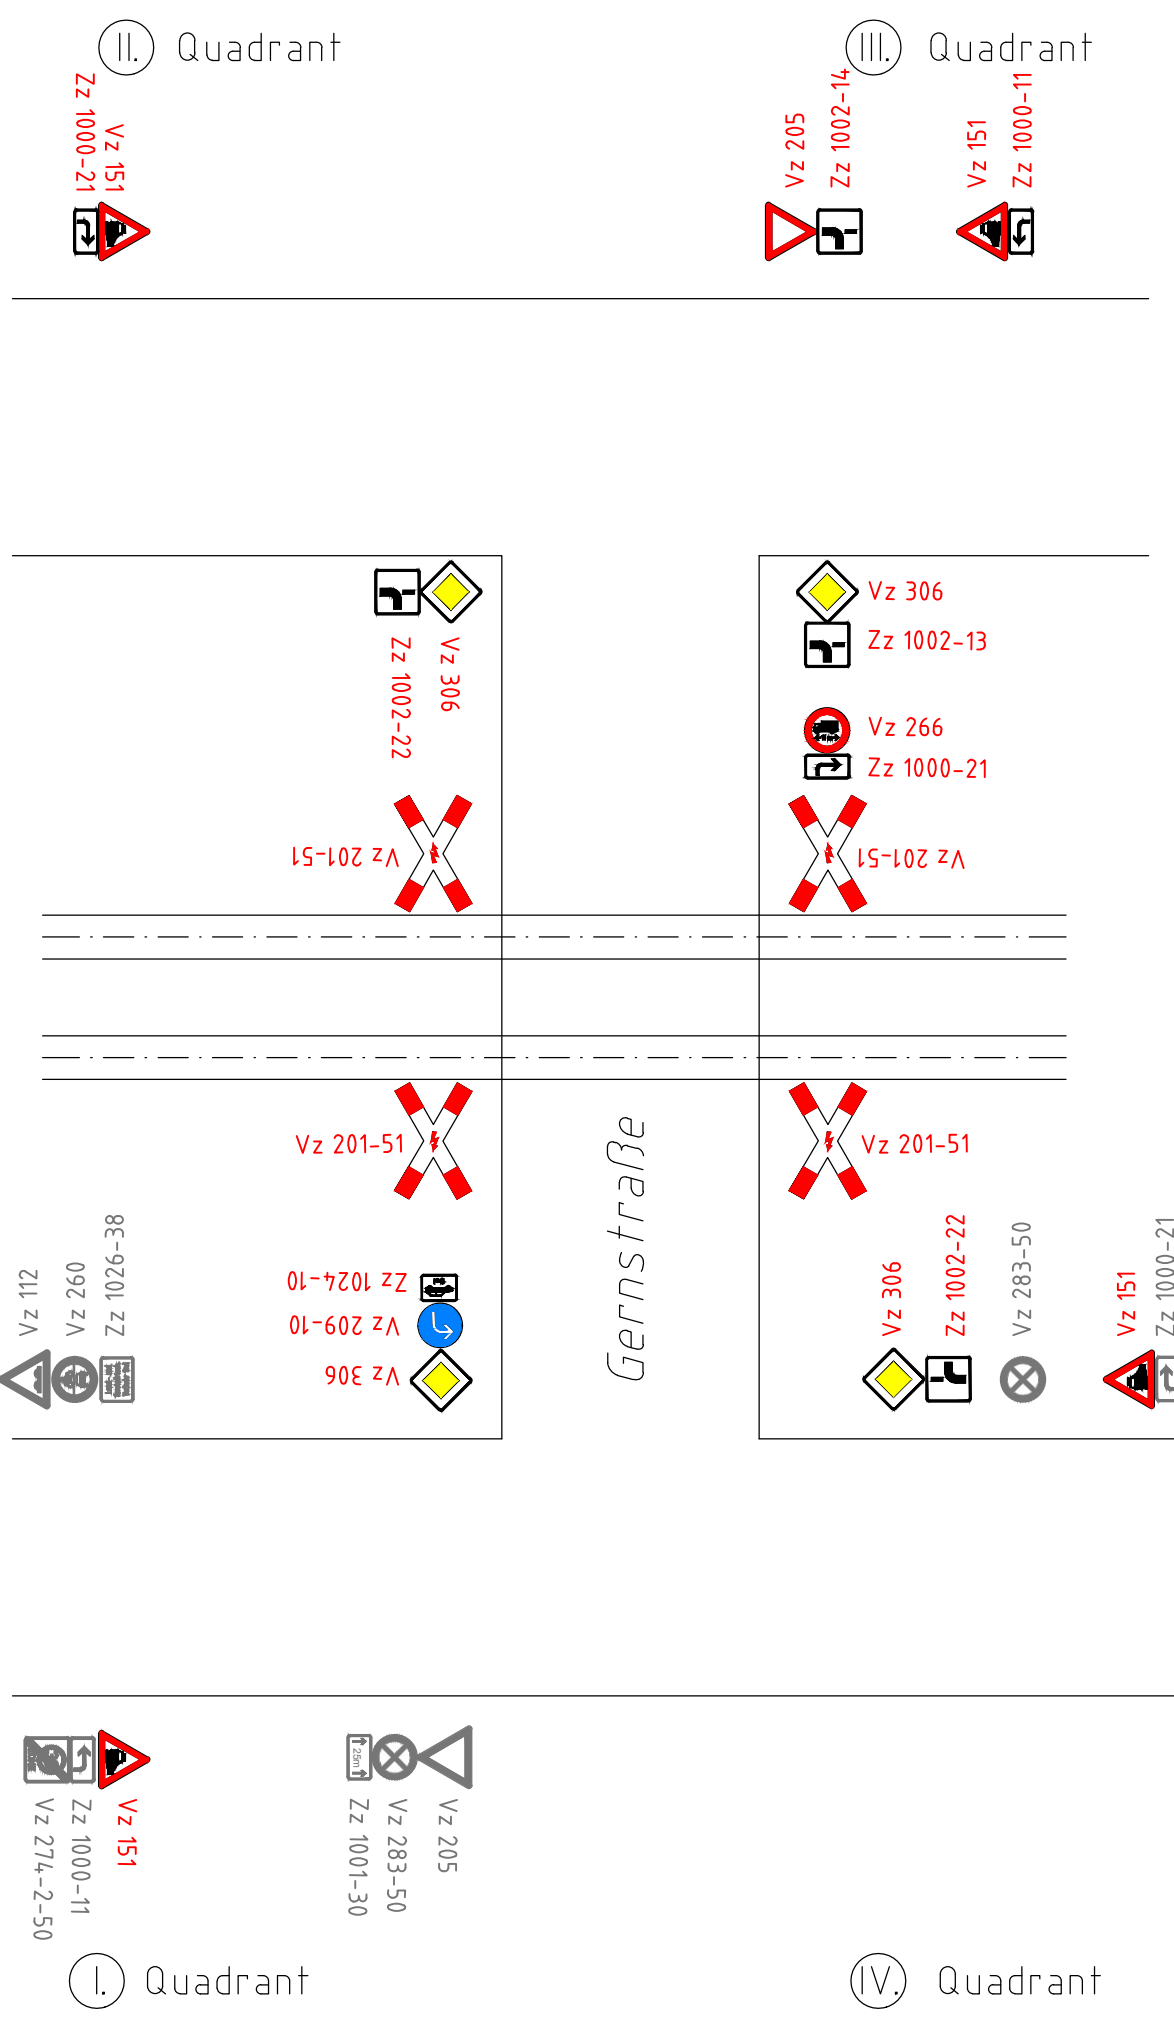 II. Quadrant
III. Quadrant
Zz 1000-21
Vz 151
Vz 205
Zz 1002-14
Vz 151
Zz 1000-11
Zz 1002-22
Vz 306
Vz 306
Zz 1002-13
Vz 266
Zz 1000-21
Vz 201-51
Vz 201-51
Vz 201-51
Vz 201-51
Gernstraße
Vz 112
Vz 260
Zz 1026-38
Zz 1024-10
Vz 209-10
Vz 306
Vz 306
Zz 1002-22
Vz 283-50
Vz 151
Zz 1000-21
25m
Vz 274-2-50
Zz 1000-11
Vz 151
Zz 1001-30
Vz 283-50
Vz 205
I. Quadrant
IV. Quadrant